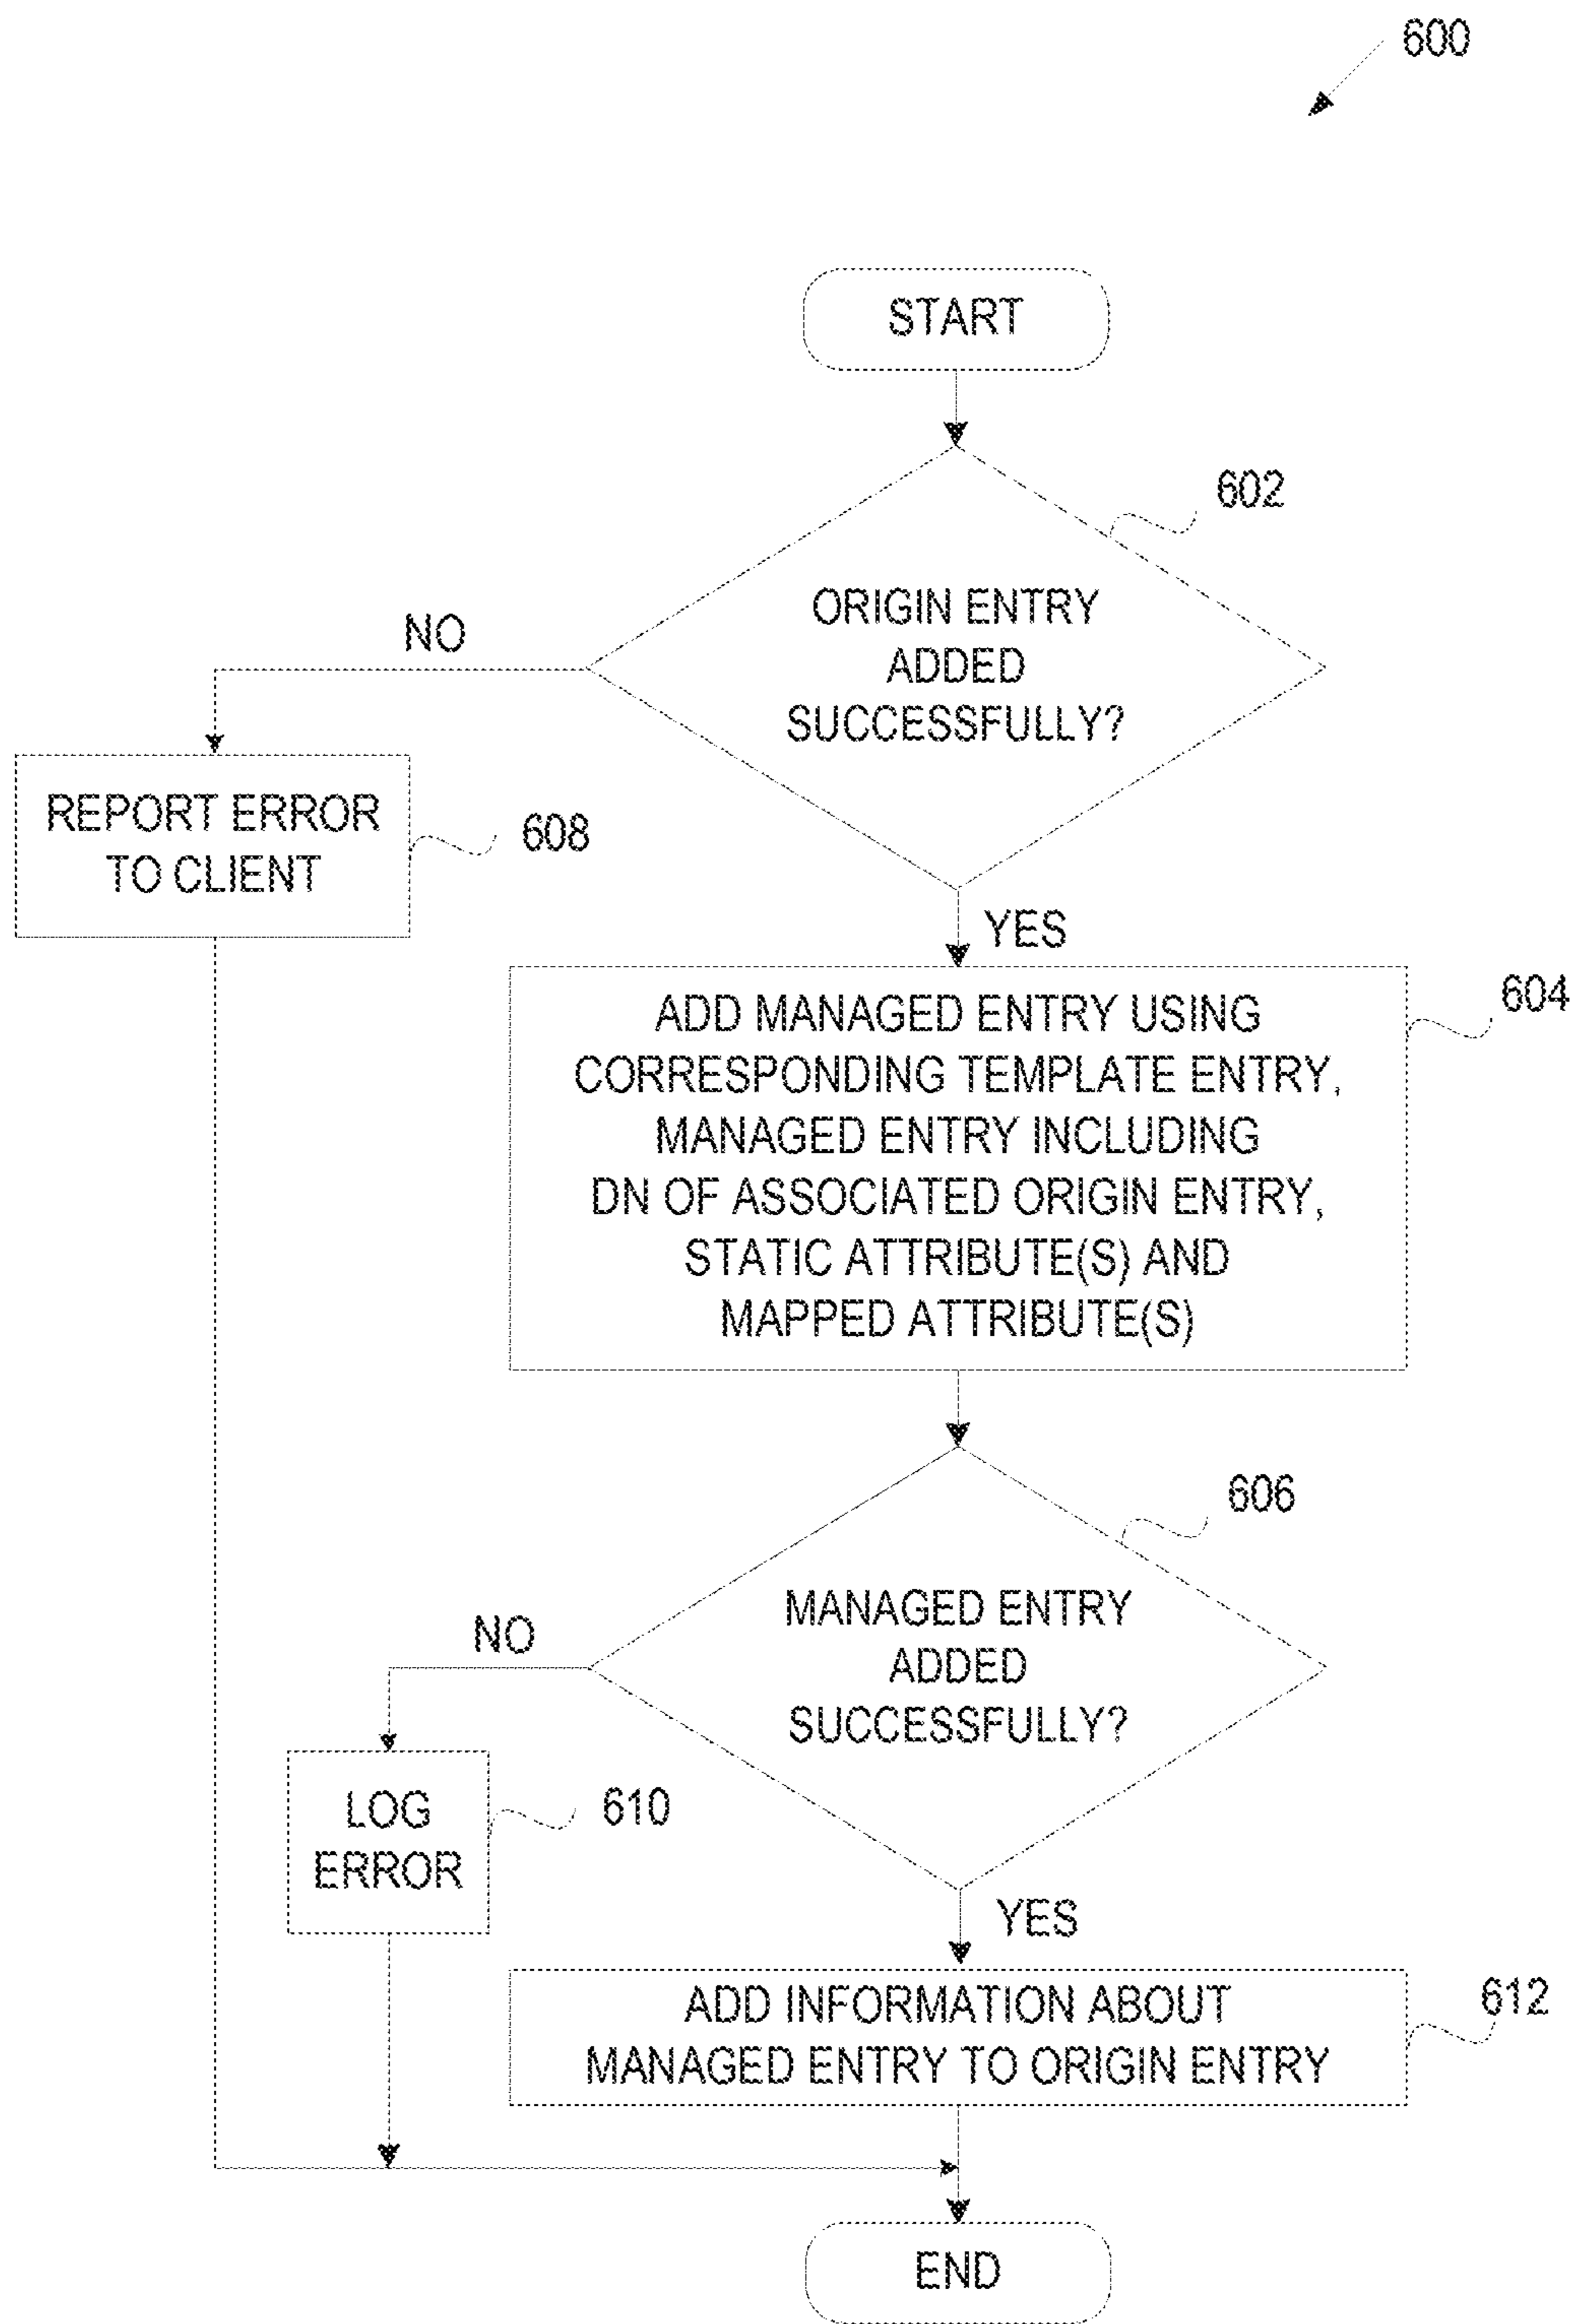 600
START
602
ORIGIN ENTRY
ADDED
SUCCESSFULLY?
NO
REPORT ERROR
TO CLIENT
608
YES
604
ADD MANAGED ENTRY USING
CORRESPONDING TEMPLATE ENTRY,
MANAGED ENTRY INCLUDING
DN OF ASSOCIATED ORIGIN ENTRY,
STATIC ATTRIBUTE(S) AND
MAPPED ATTRIBUTE(S)
606
MANAGED ENTRY
ADDED
SUCCESSFULLY?
NO
LOG
ERROR
610
YES
ADD INFORMATION ABOUT
MANAGED ENTRY TO ORIGIN ENTRY
612
END